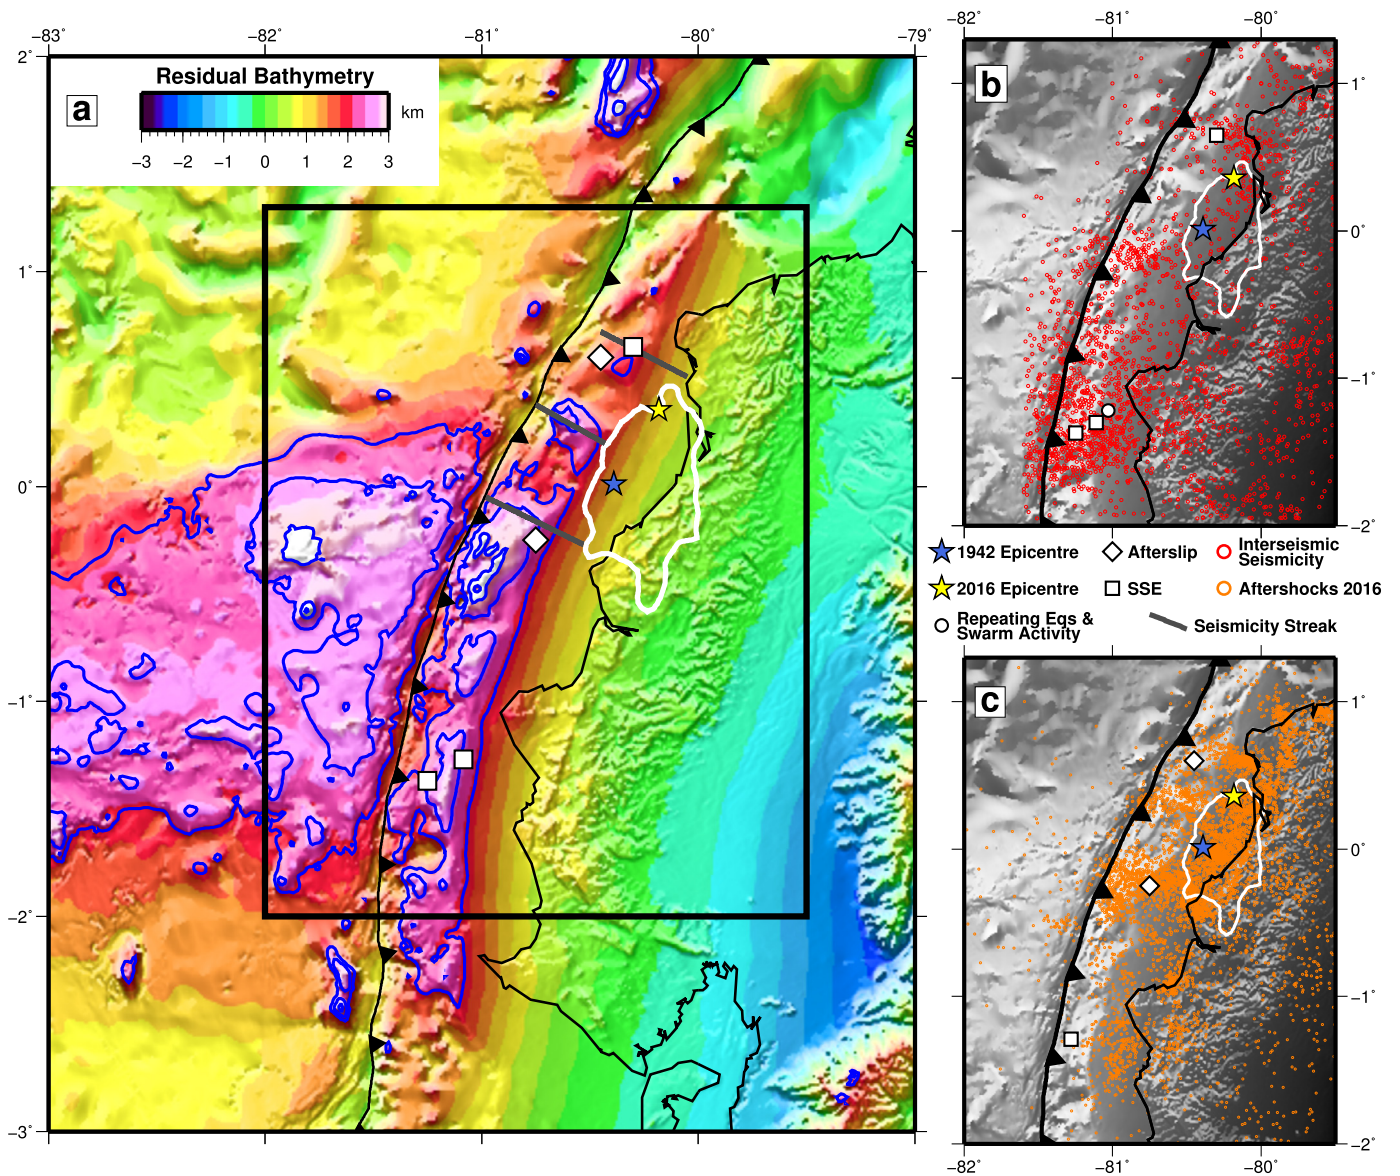 −83˚ −82˚ −81˚ −80˚ −79˚
2˚
1˚
0˚
−1˚
−2˚
−3˚
a
Residual Bathymetry
km
−3 −2 −1 0 1 2 3
−82˚ −81˚ −80˚
b
1˚
0˚
−1˚
−2˚
1942 Epicentre
Afterslip
Interseismic
Seismicity
2016 Epicentre
SSE
Aftershocks 2016
Repeating Eqs &
Swarm Activity
Seismicity Streak
c
1˚
0˚
−1˚
−2˚
−82˚ −81˚ −80˚